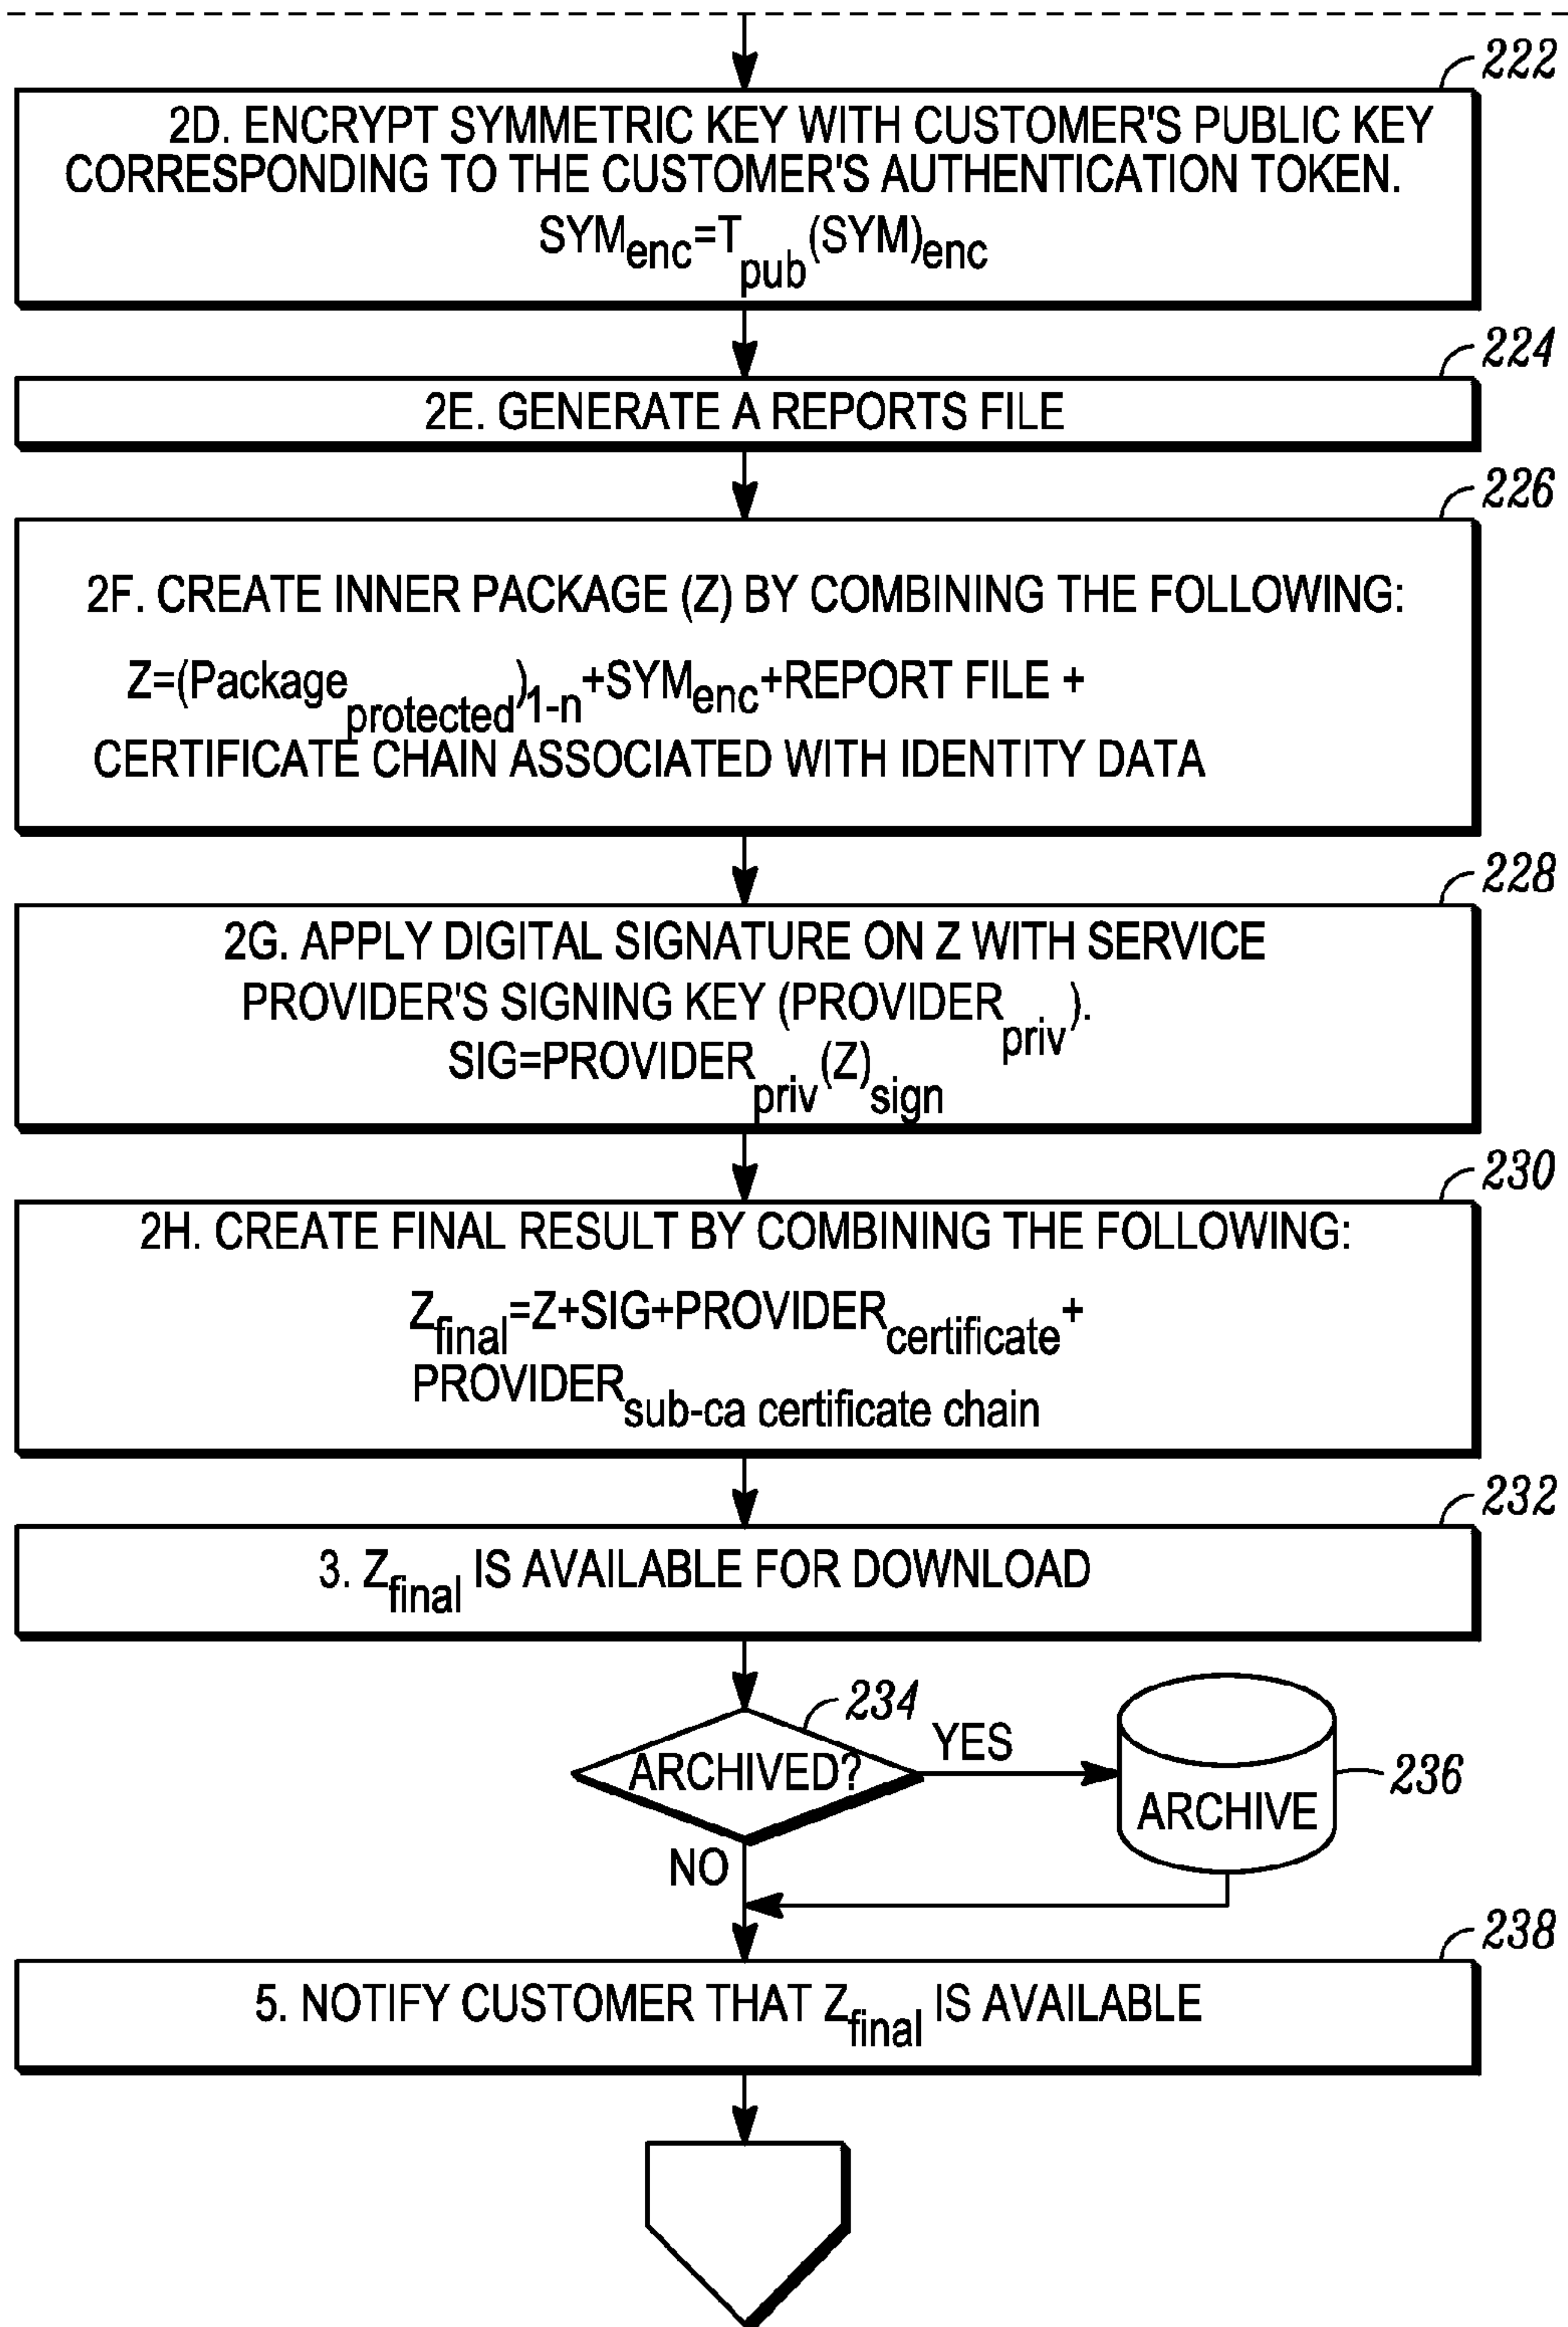 222
2D. ENCRYPT SYMMETRIC KEY WITH CUSTOMER'S PUBLIC KEY
CORRESPONDING TO THE CUSTOMER'S AUTHENTICATION TOKEN.
SYMenc=Tpub(SYM)enc
224
2E. GENERATE A REPORTS FILE
226
2F. CREATE INNER PACKAGE (Z) BY COMBINING THE FOLLOWING:
Z=(Packageprotected)1-n+SYMenc+REPORT FILE +
CERTIFICATE CHAIN ASSOCIATED WITH IDENTITY DATA
228
2G. APPLY DIGITAL SIGNATURE ON Z WITH SERVICE
PROVIDER'S SIGNING KEY (PROVIDERpriv).
SIG=PROVIDERpriv(Z)sign
230
2H. CREATE FINAL RESULT BY COMBINING THE FOLLOWING:
Zfinal=Z+SIG+PROVIDERcertificate+
PROVIDERsub-ca certificate chain
232
3. Zfinal IS AVAILABLE FOR DOWNLOAD
234
ARCHIVED?
YES
ARCHIVE
236
NO
238
5. NOTIFY CUSTOMER THAT Zfinal IS AVAILABLE